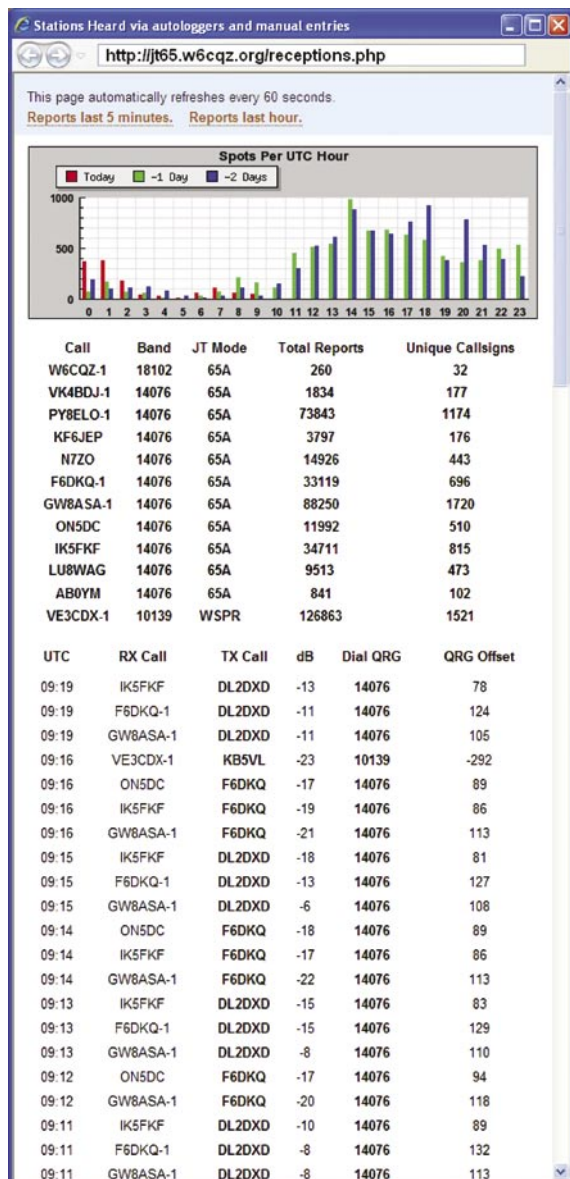 Stations Heard via autologgers and manual entries
http://jt65.w6cqz.org/receptions.php
This page automatically refreshes every 60 seconds.
Reports last 5 minutes. Reports last hour.
Spots Per UTC Hour
Today -1 Day -2 Days
1000
500
0
0 1 2 3 4 5 6 7 8 9 10 11 12 13 14 15 16 17 18 19 20 21 22 23
Call Band JT Mode Total Reports Unique Callsigns
W6CQZ-1 18102 65A 260 32
VK4BDJ-1 14076 65A 1834 177
PY8ELO-1 14076 65A 73843 1174
KF6JEP 14076 65A 3797 176
N7ZO 14076 65A 14926 443
F6DKQ-1 14076 65A 33119 696
GW8ASA-1 14076 65A 88250 1720
ON5DC 14076 65A 11992 510
IK5FKF 14076 65A 34711 815
LU8WAG 14076 65A 9513 473
AB0YM 14076 65A 841 102
VE3CDX-1 10139 WSPR 126863 1521
UTC RX Call TX Call dB Dial QRG QRG Offset
09:19 IK5FKF DL2DXD -13 14076 78
09:19 F6DKQ-1 DL2DXD -11 14076 124
09:19 GW8ASA-1 DL2DXD -11 14076 105
09:16 VE3CDX-1 KB5VL -23 10139 -292
09:16 ON5DC F6DKQ -17 14076 89
09:16 IK5FKF F6DKQ -19 14076 86
09:16 GW8ASA-1 F6DKQ -21 14076 113
09:15 IK5FKF DL2DXD -18 14076 81
09:15 F6DKQ-1 DL2DXD -13 14076 127
09:15 GW8ASA-1 DL2DXD -6 14076 108
09:14 ON5DC F6DKQ -18 14076 89
09:14 IK5FKF F6DKQ -17 14076 86
09:14 GW8ASA-1 F6DKQ -22 14076 113
09:13 IK5FKF DL2DXD -15 14076 83
09:13 F6DKQ-1 DL2DXD -15 14076 129
09:13 GW8ASA-1 DL2DXD -8 14076 110
09:12 ON5DC F6DKQ -17 14076 94
09:12 GW8ASA-1 F6DKQ -20 14076 118
09:11 IK5FKF DL2DXD -10 14076 89
09:11 F6DKQ-1 DL2DXD -8 14076 132
09:11 GW8ASA-1 DL2DXD -8 14076 113